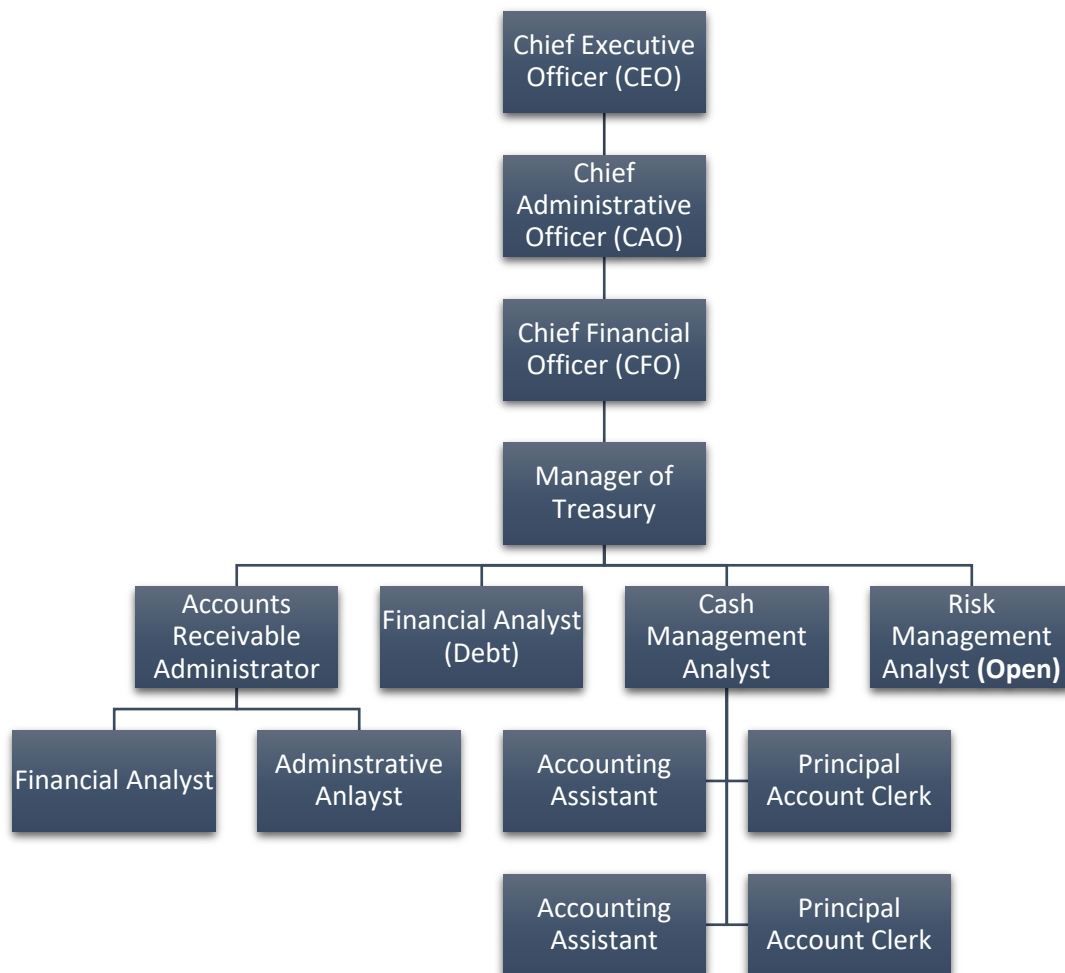 Chief Executive
Officer (CEO)
Chief
Administrative
Officer (CAO)
Chief Financial
Officer (CFO)
Manager of
Treasury
Accounts
Receivable
Administrator
Financial Analyst
(Debt)
Cash
Management
Analyst
Risk
Management
Analyst (Open)
Financial Analyst
Adminstrative
Anlayst
Accounting
Assistant
Principal
Account Clerk
Accounting
Assistant
Principal
Account Clerk